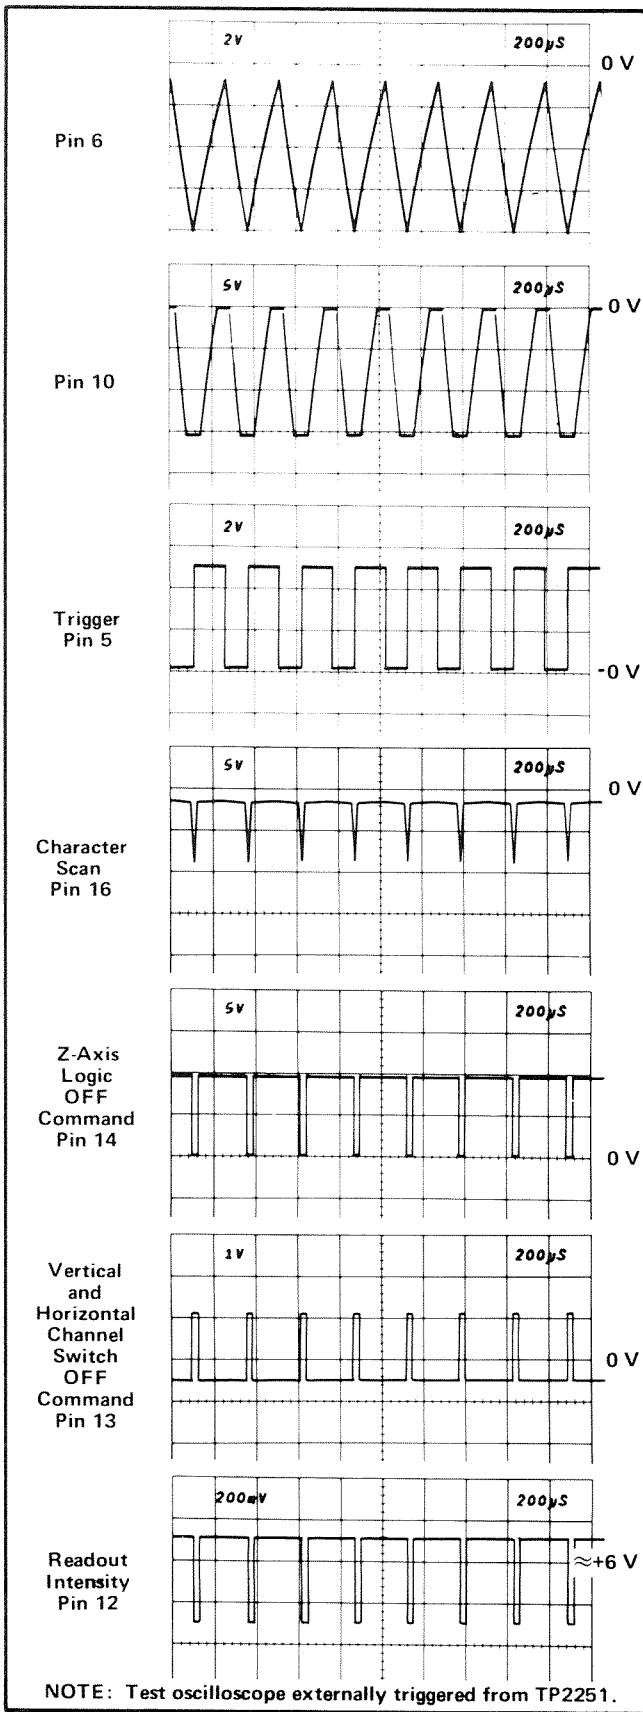 2V 200µS
0 V
Pin 6
5V 200µS
0 V
Pin 10
2V 200µS
Trigger
Pin 5
-0 V
5V 200µS
0 V
Character
Scan
Pin 16
5V 200µS
Z-Axis
Logic
OFF
Command
Pin 14
0 V
1V 200µS
Vertical
and
Horizontal
Channel
Switch
OFF
Command
Pin 13
0 V
200mV 200µS
Readout
Intensity
Pin 12
≈+6 V
NOTE: Test oscilloscope externally triggered from TP2251.